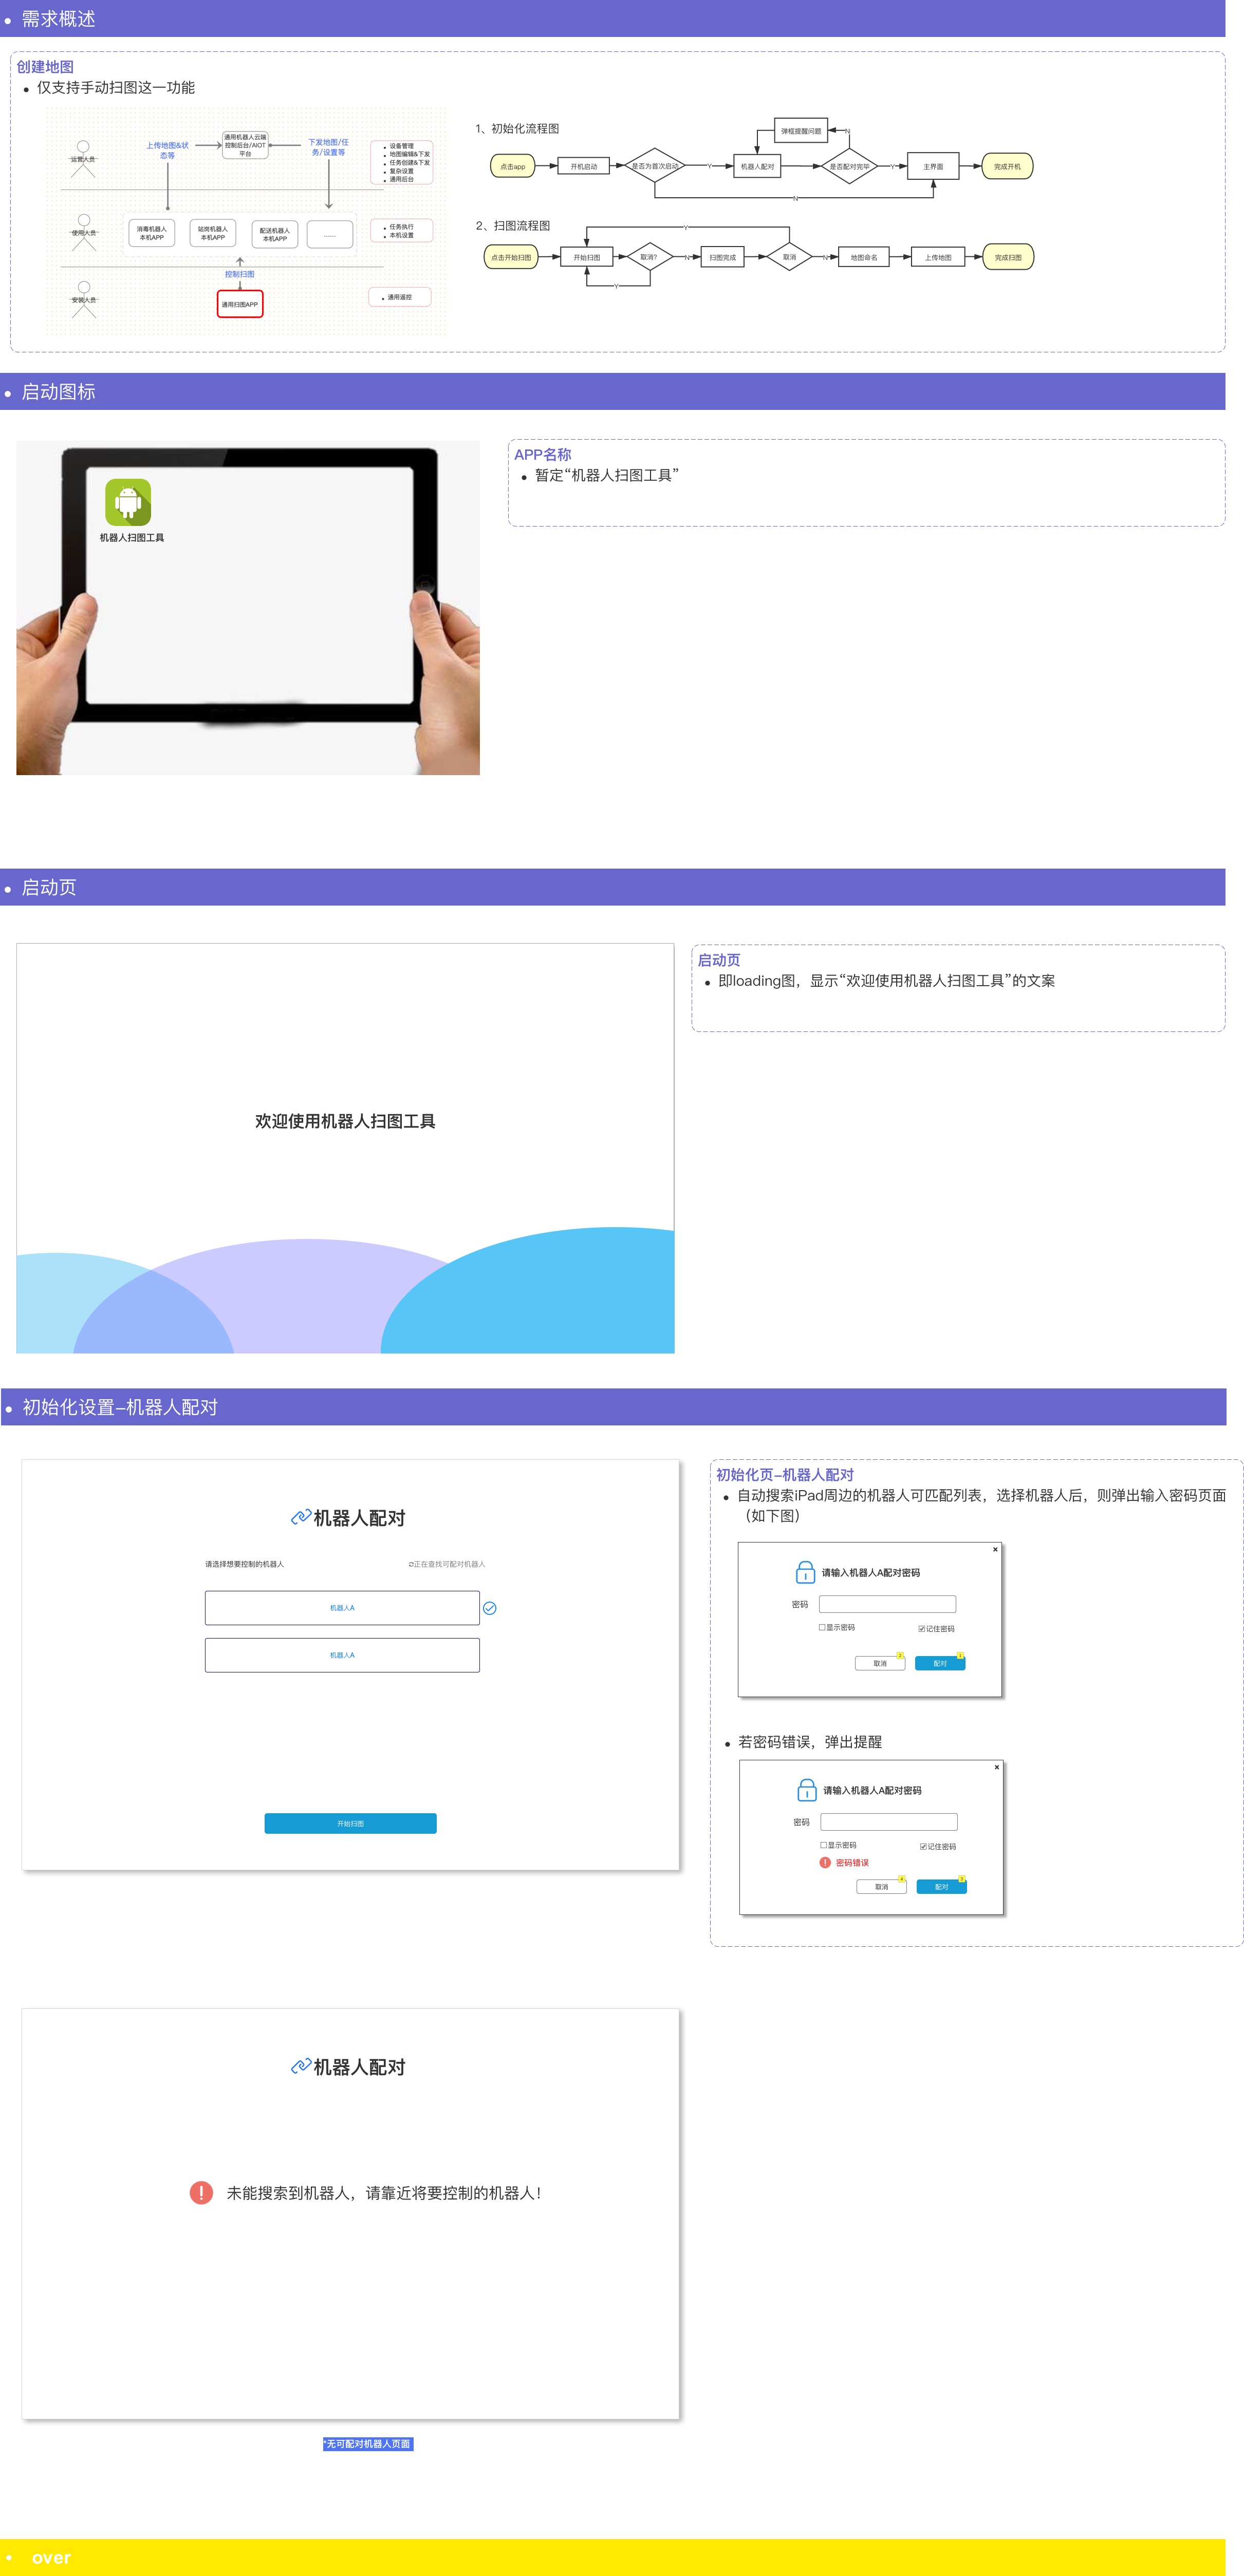 需求概述
创建地图
仅支持手动扫图这一功能
运营人员
上传地图&状
态等
通用机器人云端
控制后台/AIOT
平台
下发地图/任
务/设置等
设备管理
地图编辑&下发
任务创建&下发
复杂设置
通用后台
使用人员
消毒机器人
本机APP
站岗机器人
本机APP
配送机器人
本机APP
......
任务执行
本机设置
控制扫图
安装人员
通用扫图APP
通用遥控
1、初始化流程图
点击app
开机启动
是否为首次启动
Y
机器人配对
弹框提醒问题
N
是否配对完毕
Y
主界面
完成开机
N
2、扫图流程图
Y
点击开始扫图
开始扫图
取消?
N
扫图完成
取消
N
地图命名
上传地图
完成扫图
Y
启动图标
机器人扫图工具
APP名称
暂定“机器人扫图工具”
启动页
欢迎使用机器人扫图工具
启动页
即loading图，显示“欢迎使用机器人扫图工具”的文案
初始化设置-机器人配对
机器人配对
请选择想要控制的机器人
正在查找可配对机器人
机器人A
机器人A
开始扫图
初始化页-机器人配对
自动搜索iPad周边的机器人可匹配列表，选择机器人后，则弹出输入密码页面
（如下图）
请输入机器人A配对密码
密码
显示密码
记住密码
取消
2
配对
1
若密码错误，弹出提醒
请输入机器人A配对密码
密码
显示密码
记住密码
密码错误
取消
4
配对
3
机器人配对
未能搜索到机器人，请靠近将要控制的机器人！
*无可配对机器人页面
over